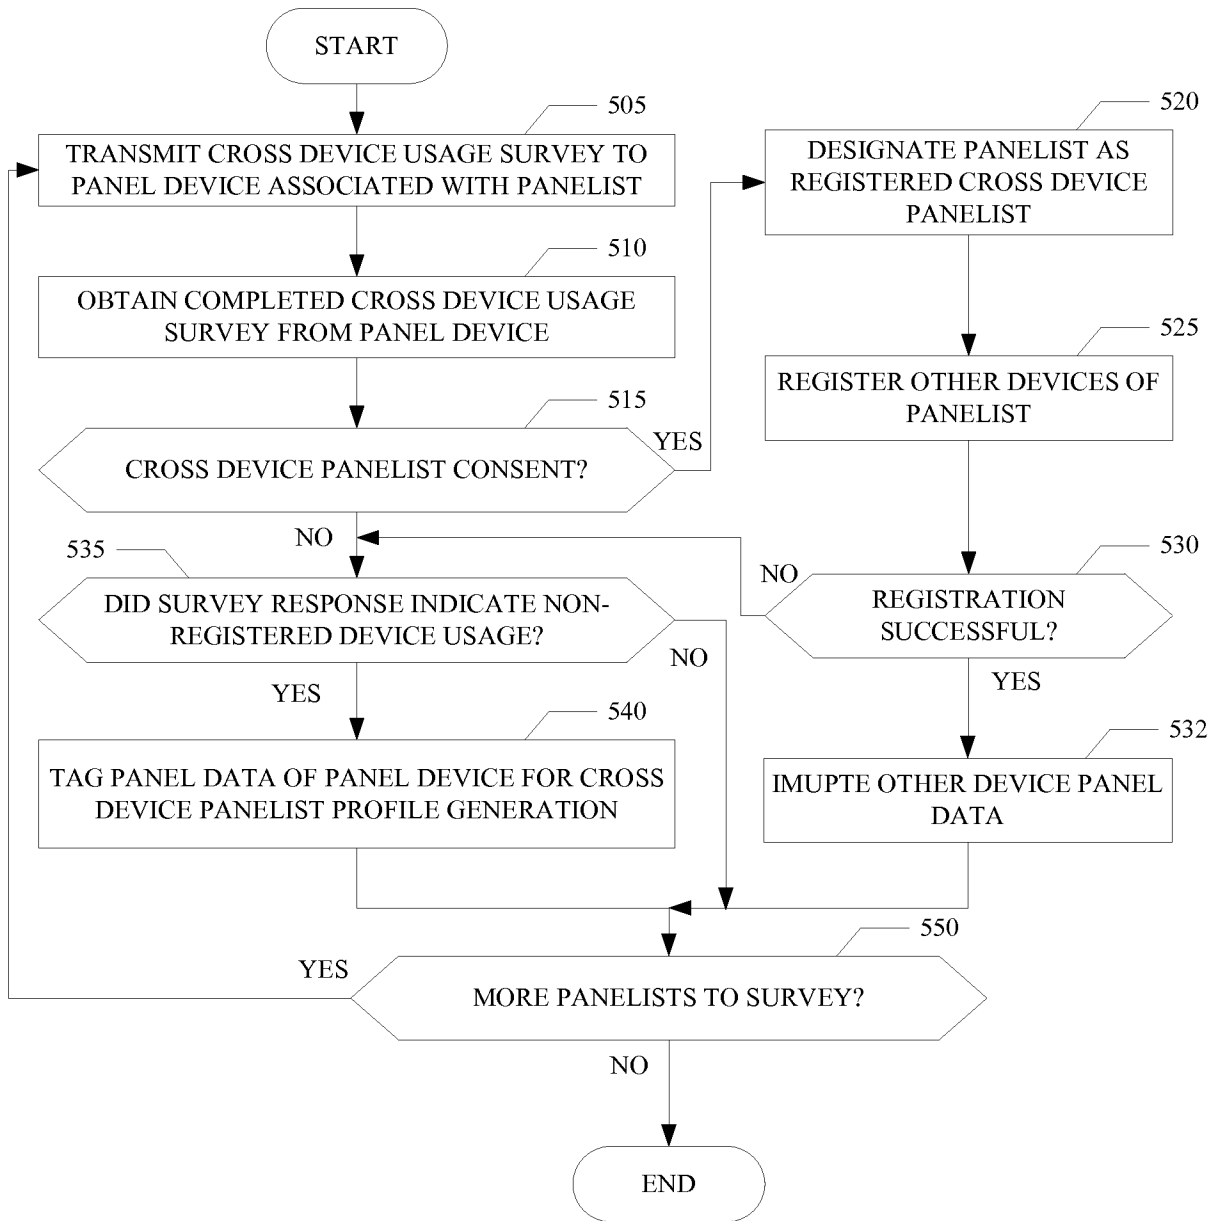 START
505
TRANSMIT CROSS DEVICE USAGE SURVEY TO
PANEL DEVICE ASSOCIATED WITH PANELIST
510
OBTAIN COMPLETED CROSS DEVICE USAGE
SURVEY FROM PANEL DEVICE
515
CROSS DEVICE PANELIST CONSENT?
YES
NO
520
DESIGNATE PANELIST AS
REGISTERED CROSS DEVICE
PANELIST
525
REGISTER OTHER DEVICES OF
PANELIST
530
REGISTRATION
SUCCESSFUL?
NO
YES
532
IMUPTE OTHER DEVICE PANEL
DATA
535
DID SURVEY RESPONSE INDICATE NON-
REGISTERED DEVICE USAGE?
NO
YES
540
TAG PANEL DATA OF PANEL DEVICE FOR CROSS
DEVICE PANELIST PROFILE GENERATION
550
MORE PANELISTS TO SURVEY?
YES
NO
END